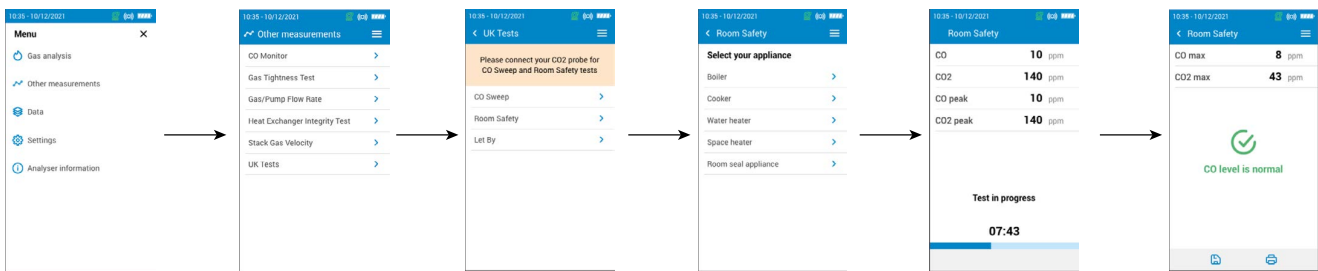 10:35 - 10/12/2021
Menu
Gas analysis
Other measurements
Data
Settings
Analyser information
10:35 - 10/12/2021
Other measurements
CO Monitor
Gas Tightness Test
Gas/Pump Flow Rate
Heat Exchanger Integrity Test
Stack Gas Velocity
UK Tests
10:35 - 10/12/2021
UK Tests
Please connect your CO2 probe for
CO Sweep and Room Safety tests
CO Sweep
Room Safety
Let By
10:35 - 10/12/2021
Room Safety
Select your appliance
Boiler
Cooker
Water heater
Space heater
Room seal appliance
10:35 - 10/12/2021
Room Safety
CO 10 ppm
CO2 140 ppm
CO peak 10 ppm
CO2 peak 140 ppm
Test in progress
07:43
10:35 - 10/12/2021
Room Safety
CO max 8 ppm
CO2 max 43 ppm
CO level is normal